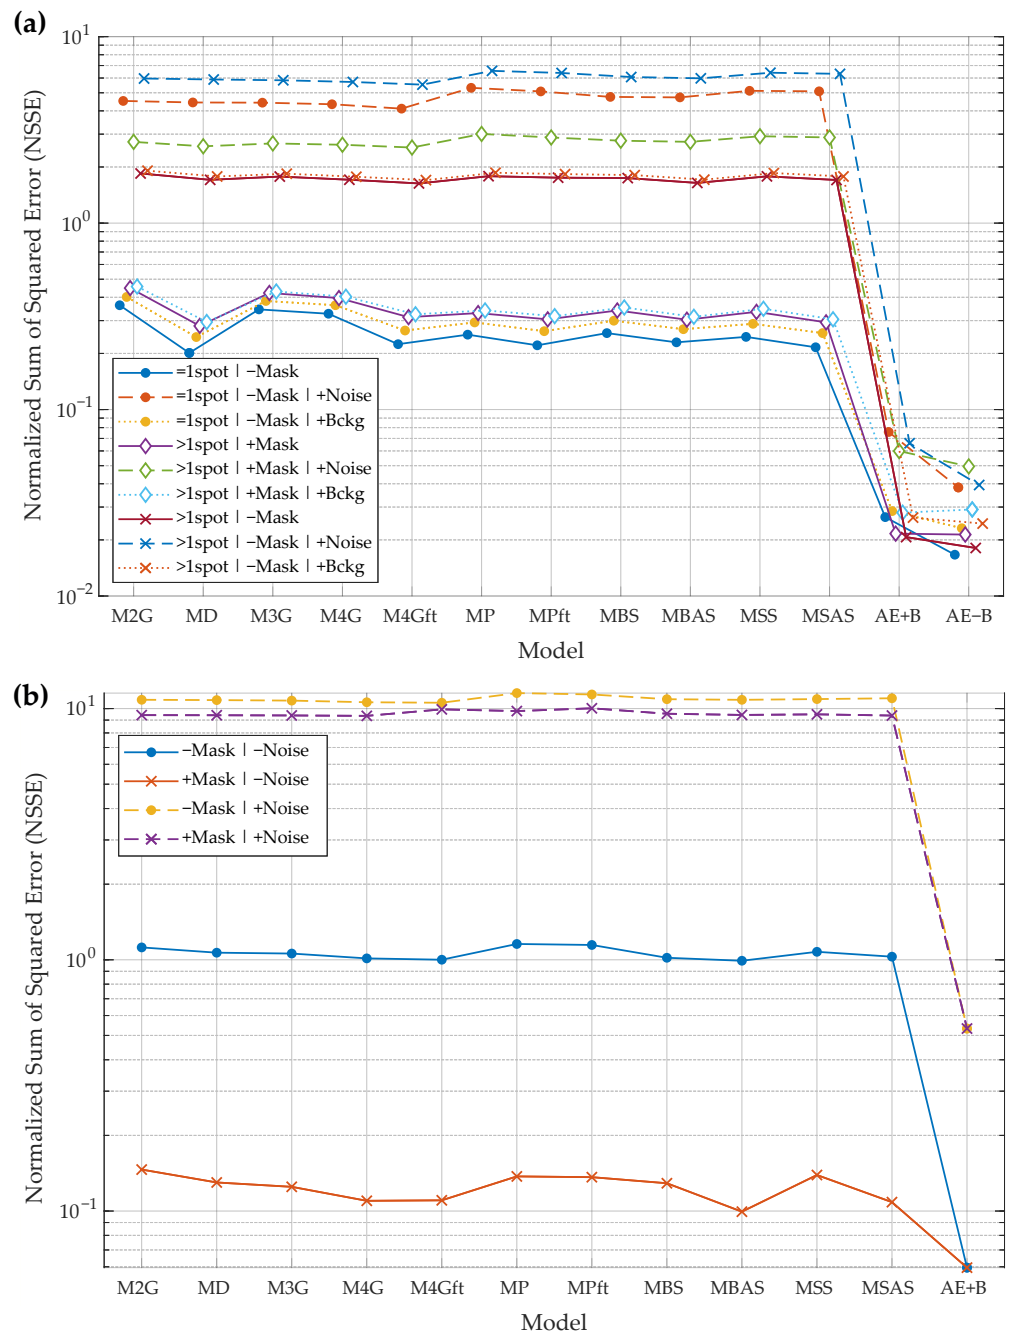 (a)
10^1
10^0
10^-1
10^-2
Normalized Sum of Squared Error (NSSE)
=1spot | −Mask
=1spot | −Mask | +Noise
=1spot | −Mask | +Bckg
>1spot | +Mask
>1spot | +Mask | +Noise
>1spot | +Mask | +Bckg
>1spot | −Mask
>1spot | −Mask | +Noise
>1spot | −Mask | +Bckg
M2G MD M3G M4G M4Gft MP MPft MBS MBAS MSS MSAS AE+B AE−B
Model
(b)
10^1
10^0
10^-1
Normalized Sum of Squared Error (NSSE)
−Mask | −Noise
+Mask | −Noise
−Mask | +Noise
+Mask | +Noise
M2G MD M3G M4G M4Gft MP MPft MBS MBAS MSS MSAS AE+B
Model